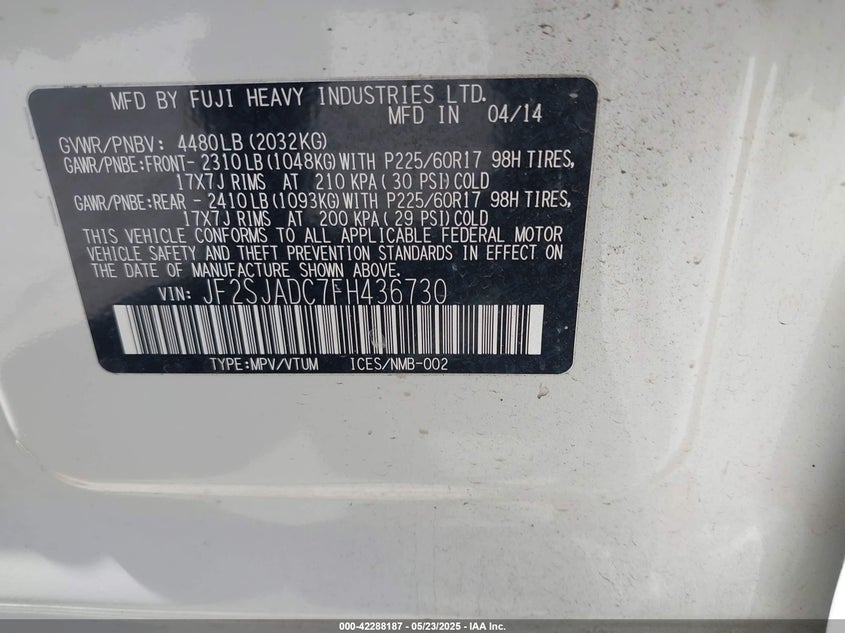 MFD BY FUJI HEAVY INDUSTRIES LTD.
MFD IN 04/14
GVWR/PNBV: 4480LB (2032KG)
GAWR/PNBE:FRONT- 2310 LB (1048KG) WITH P225/60R17 98H TIRES,
17X7J RIMS AT 210 KPA ( 30 PSI) COLD
GAWR/PNBE:REAR - 2410 LB (1093KG) WITH P225/60R17 98H TIRES,
17X7J RIMS AT 200 KPA ( 29 PSI) COLD
THIS VEHICLE CONFORMS TO ALL APPLICABLE FEDERAL MOTOR
VEHICLE SAFETY AND THEFT PREVENTION STANDARDS IN EFFECT ON
THE DATE OF MANUFACTURE SHOWN ABOVE.
VIN: JF2SJADC7FH436730
TYPE:MPV/VTUM ICES/NMB-002
000-42288187 - 05/23/2025 - IAA Inc.